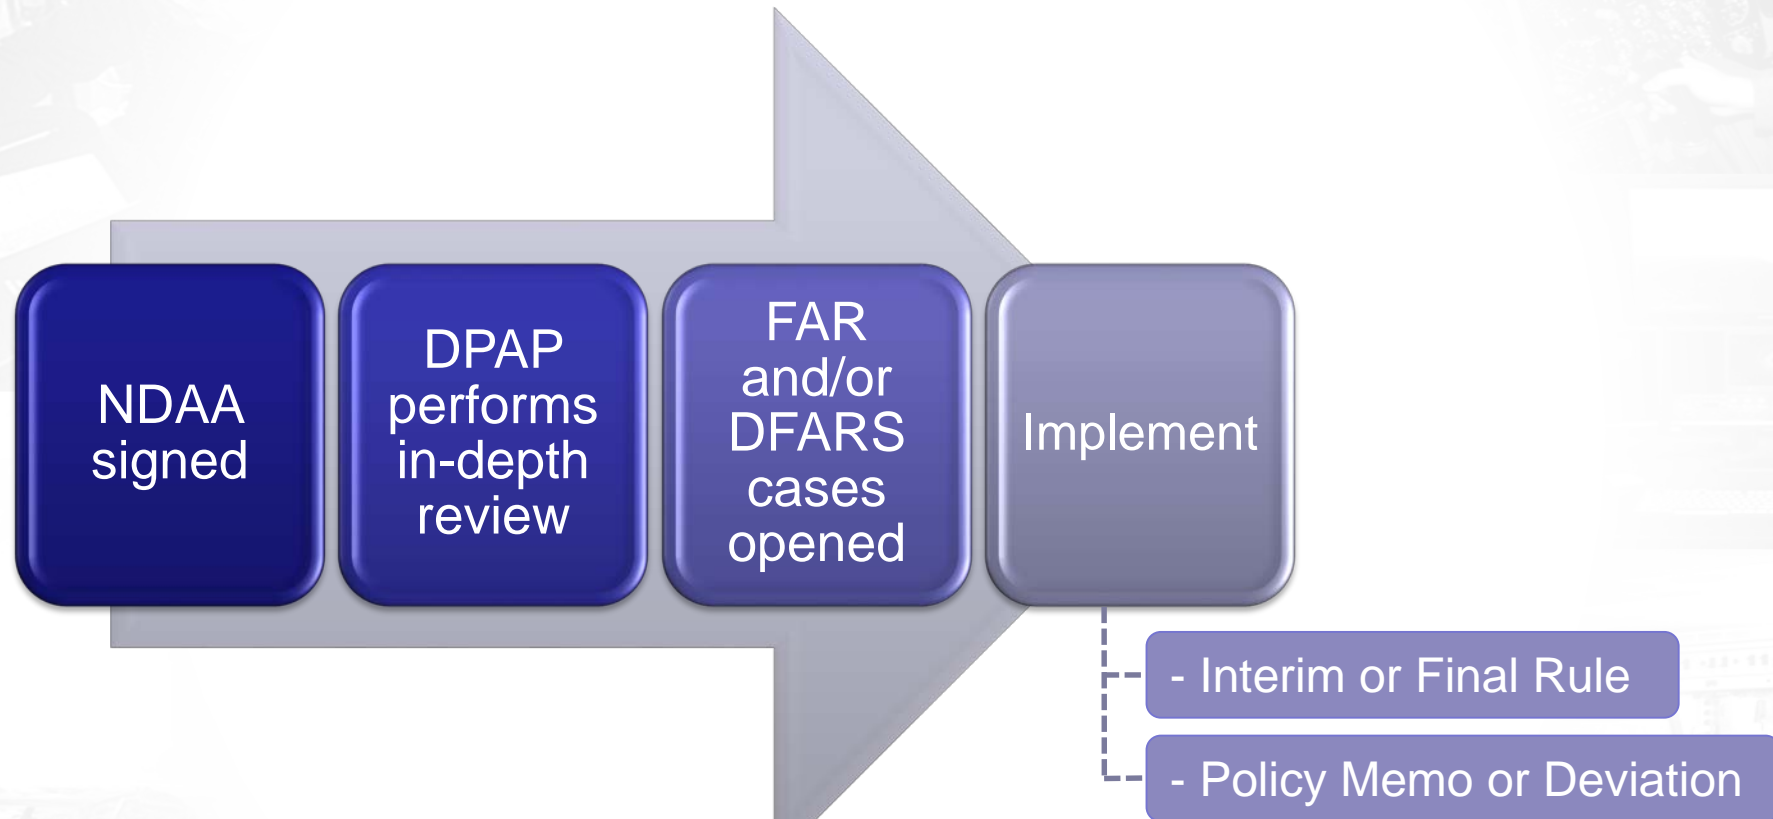 NDAA
signed
DPAP
performs
in-depth
review
FAR
and/or
DFARS
cases
opened
Implement
- Interim or Final Rule
- Policy Memo or Deviation